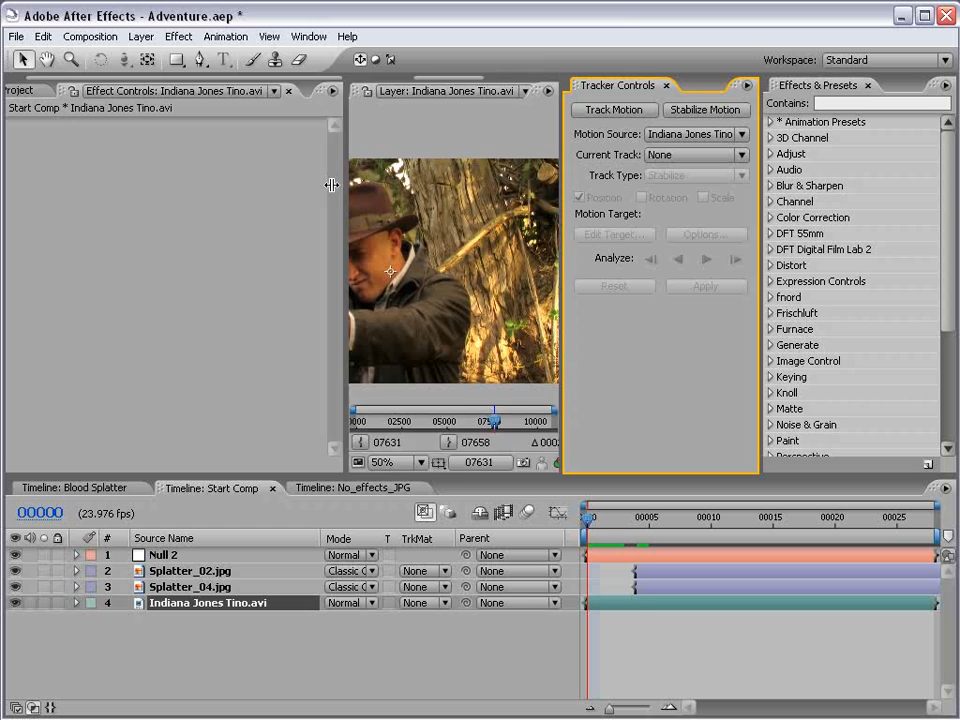 Adobe After Effects - Adventure.aep *
File Edit Composition Layer Effect Animation View Window Help
Workspace: Standard
roject Effect Controls: Indiana Jones Tino.avi
Start Comp * Indiana Jones Tino.avi
Layer: Indiana Jones Tino.avi
02500 05000 10000
07631 07658
50% 07631
Tracker Controls
Track Motion Stabilize Motion
Motion Source: Indiana Jones Tino
Current Track: None
Track Type: Stabilize
Position Rotation Scale
Motion Target:
Edit Target... Options...
Analyze:
Reset Apply
Effects & Presets
Contains:
* Animation Presets
3D Channel
Adjust
Audio
Blur & Sharpen
Channel
Color Correction
DFT 55mm
DFT Digital Film Lab 2
Distort
Expression Controls
fnord
Frischluft
Furnace
Generate
Image Control
Keying
Knoll
Matte
Noise & Grain
Paint
Perspective
Timeline: Blood Splatter Timeline: Start Comp Timeline: No_effects_JPG
00000 (23.976 fps)
00005 00010 00015 00020 00025
# Source Name Mode T TrkMat Parent
1 Null 2 Normal None
2 Splatter_02.jpg Classic C None None
3 Splatter_04.jpg Classic C None None
4 Indiana Jones Tino.avi Normal None None